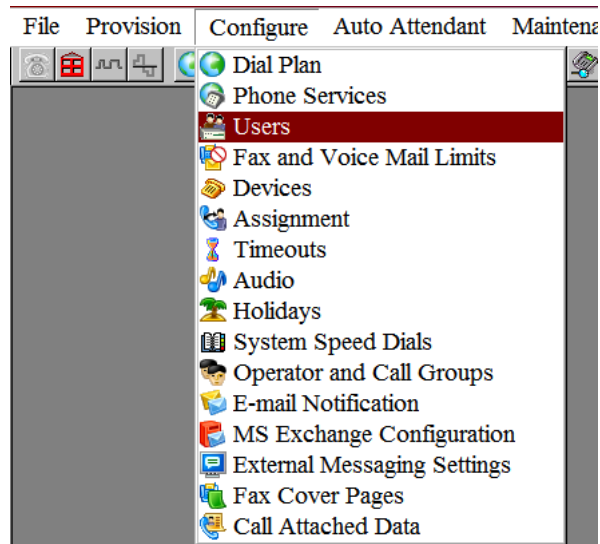 File Provision Configure Auto Attendant
Dial Plan
Phone Services
Users
Fax and Voice Mail Limits
Devices
Assignment
Timeouts
Audio
Holidays
System Speed Dials
Operator and Call Groups
E-mail Notification
MS Exchange Configuration
External Messaging Settings
Fax Cover Pages
Call Attached Data